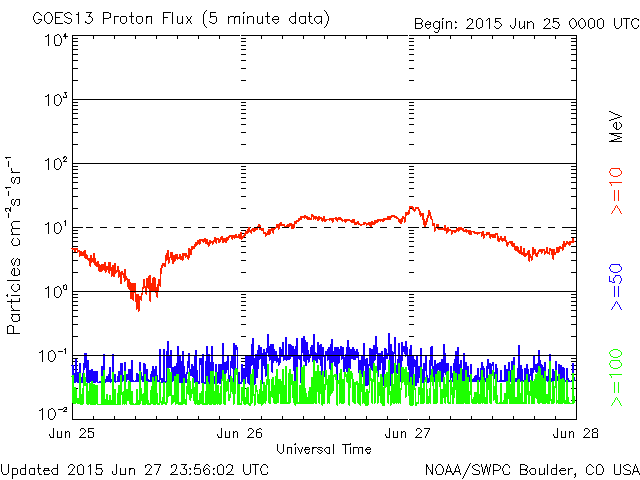 GOES13 Proton Flux (5 minute data)
Begin: 2015 Jun 25 0000 UTC
10⁴
10³
10²
10¹
10⁰
10⁻¹
10⁻²
Particles cm⁻²s⁻¹sr⁻¹
MeV
>=10
>=50
>=100
Jun 25
Jun 26
Jun 27
Jun 28
Universal Time
Updated 2015 Jun 27 23:56:02 UTC
NOAA/SWPC Boulder, CO USA